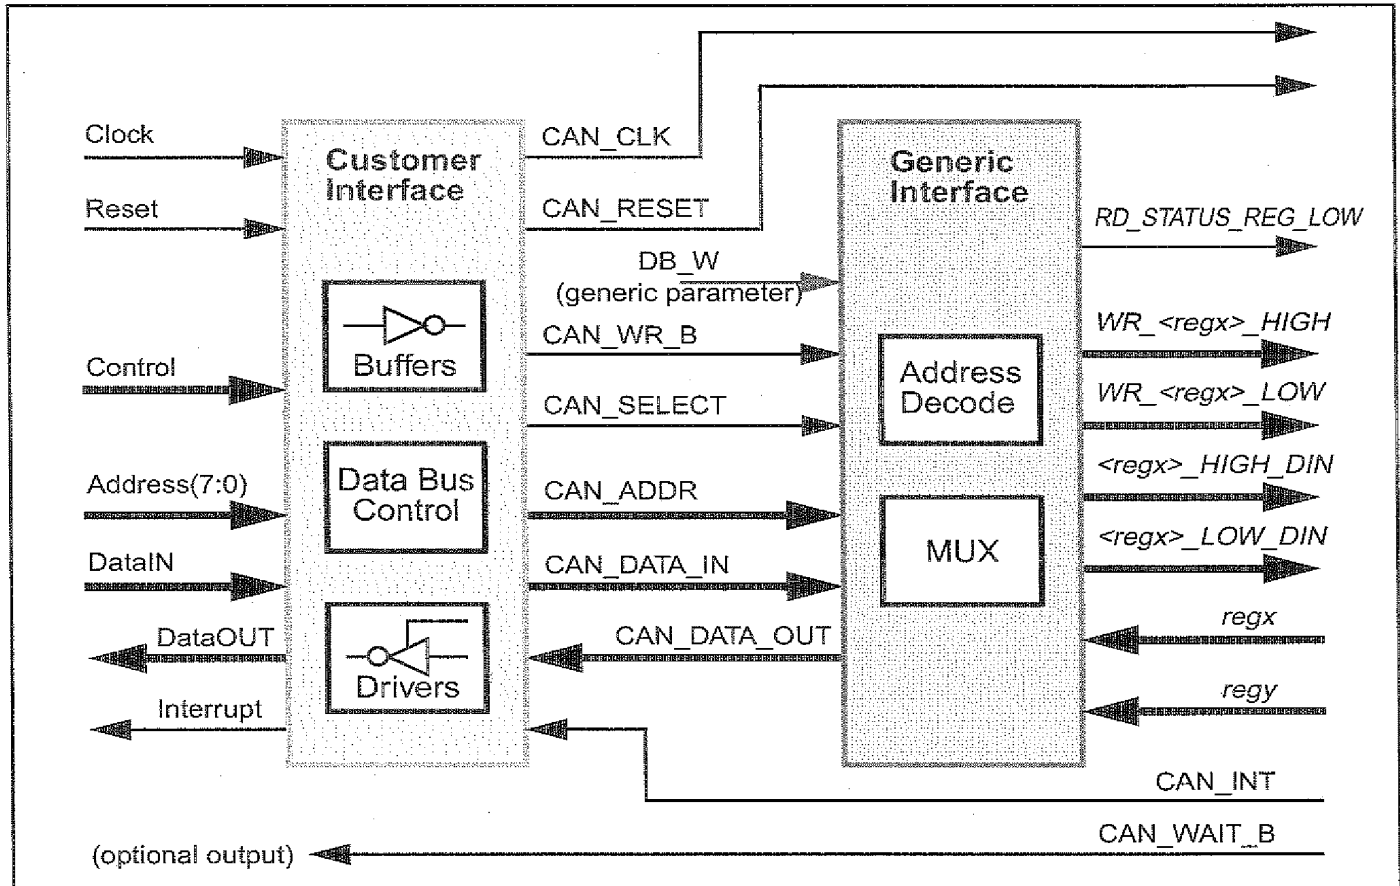 Clock
Reset
Control
Address(7:0)
DataIN
DataOUT
Interrupt
(optional output)
Customer
Interface
Buffers
Data Bus
Control
Drivers
CAN_CLK
CAN_RESET
DB_W
(generic parameter)
CAN_WR_B
CAN_SELECT
CAN_ADDR
CAN_DATA_IN
CAN_DATA_OUT
Generic
Interface
Address
Decode
MUX
RD_STATUS_REG_LOW
WR_<regx>_HIGH
WR_<regx>_LOW
<regx>_HIGH_DIN
<regx>_LOW_DIN
regx
regy
CAN_INT
CAN_WAIT_B